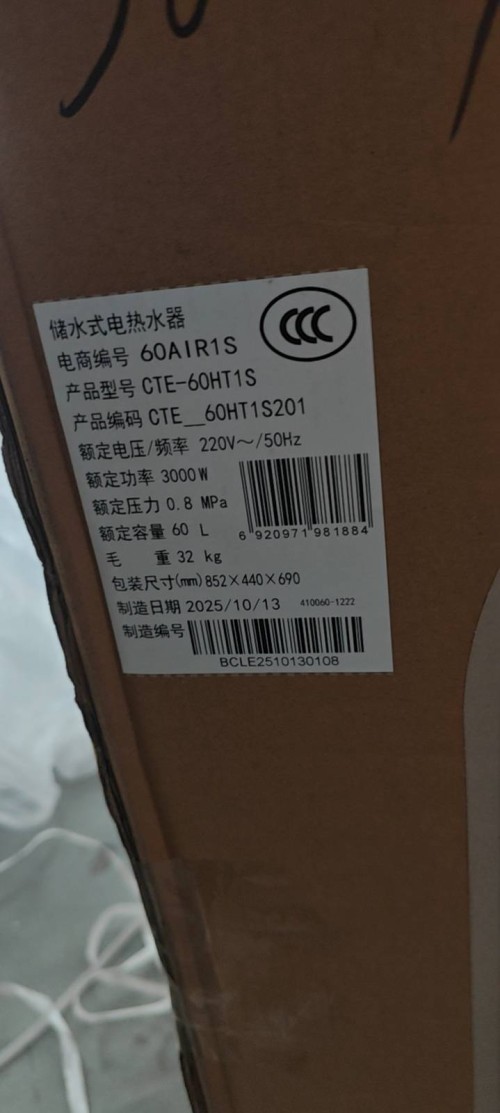 储水式电热水器
CCC
电商编号 60AIR1S
产品型号 CTE-60HT1S
产品编码 CTE__60HT1S201
额定电压/频率 220V～/50Hz
额定功率 3000W
额定压力 0.8 MPa
额定容量 60 L
6 920971 981884
毛 重 32 kg
包装尺寸(mm) 852×440×690
制造日期 2025/10/13 410060-1222
制造编号
BCLE2510130108